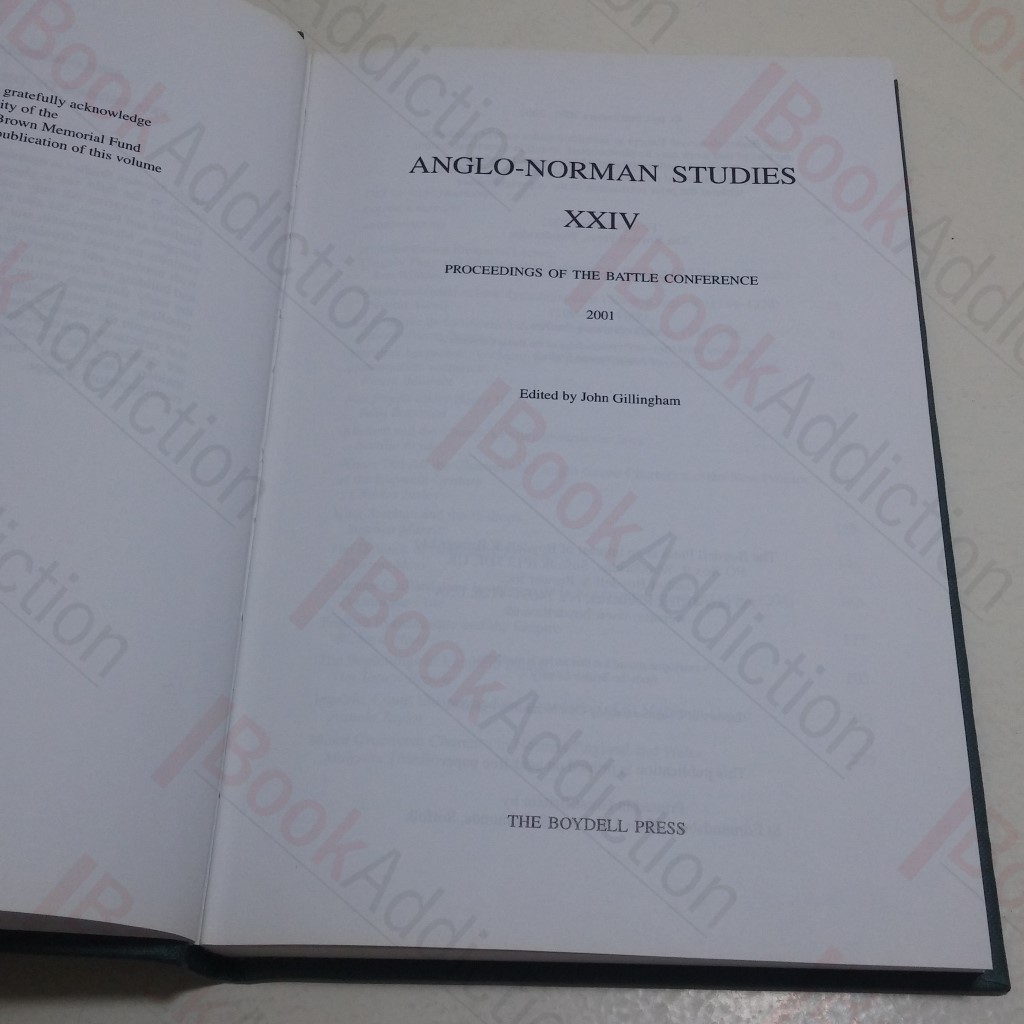 gratefully acknowledge
ity of the
Brown Memorial Fund
publication of this volume
ANGLO-NORMAN STUDIES
XXIV
PROCEEDINGS OF THE BATTLE CONFERENCE
2001
Edited by John Gillingham
THE BOYDELL PRESS
BookAddiction